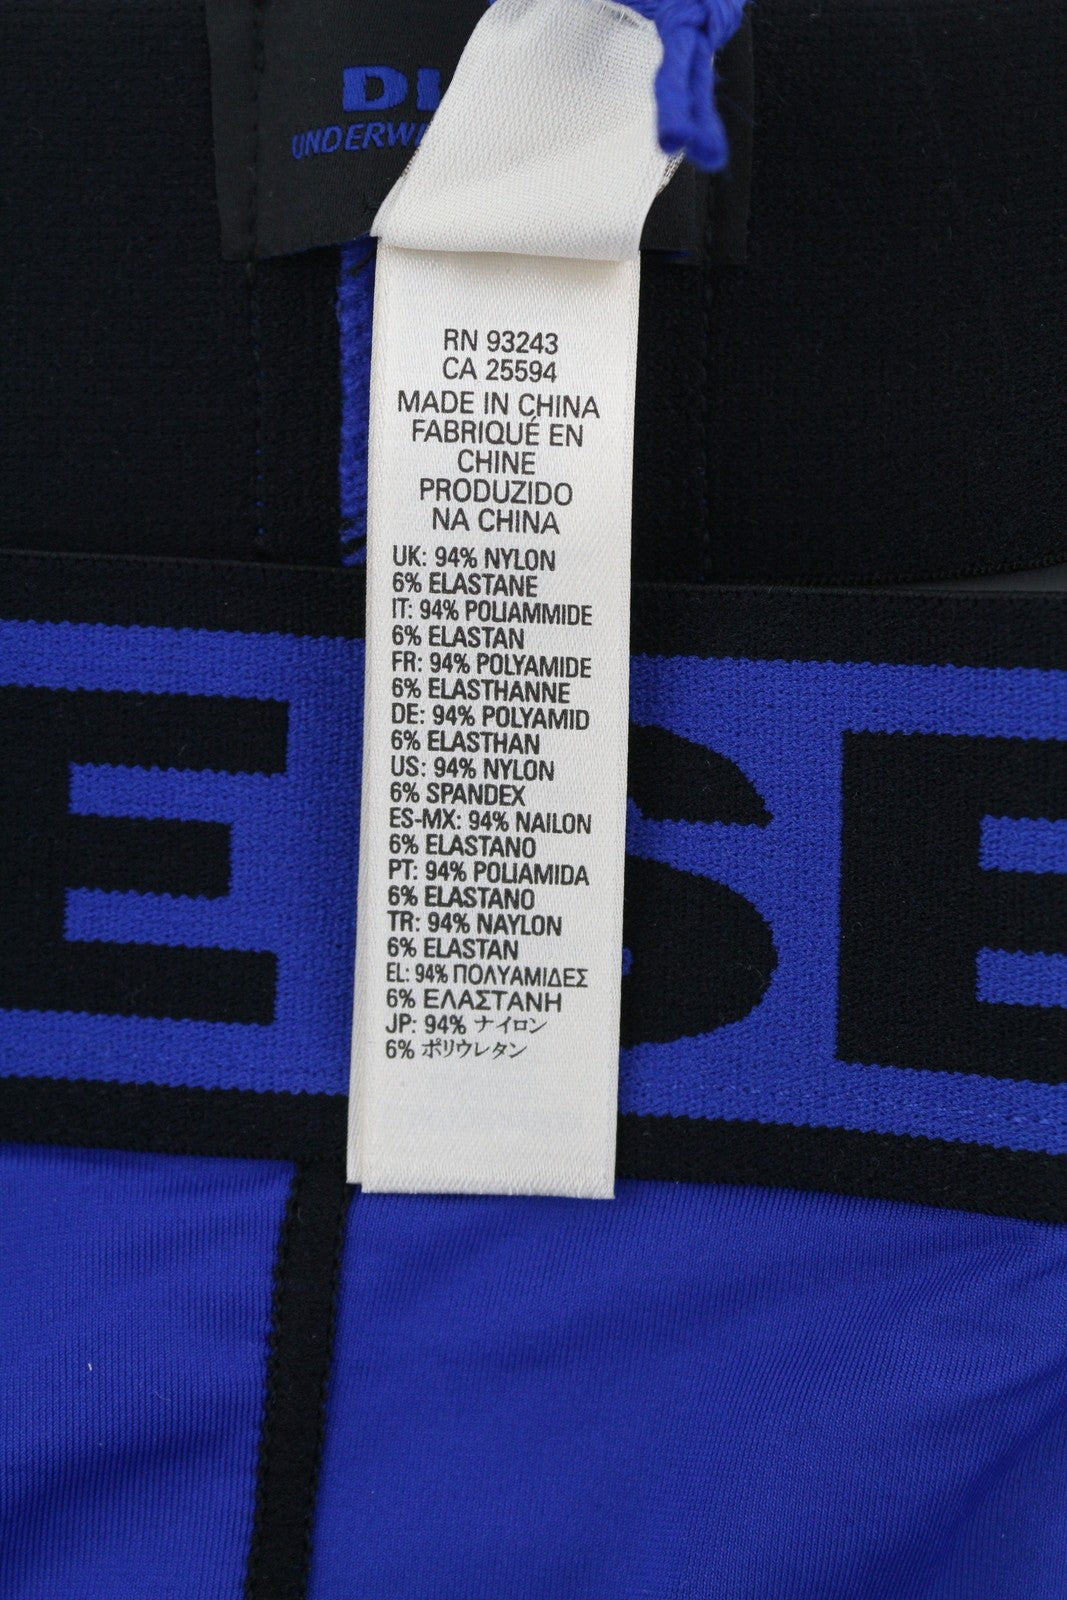 UNDERWE
RN 93243
CA 25594
MADE IN CHINA
FABRIQUÉ EN
CHINE
PRODUZIDO
NA CHINA
UK: 94% NYLON
6% ELASTANE
IT: 94% POLIAMMIDE
6% ELASTAN
FR: 94% POLYAMIDE
6% ELASTHANNE
DE: 94% POLYAMID
6% ELASTHAN
US: 94% NYLON
6% SPANDEX
ES-MX: 94% NAILON
6% ELASTANO
PT: 94% POLIAMIDA
6% ELASTANO
TR: 94% NAYLON
6% ELASTAN
EL: 94% ΠΟΛΥΑΜΙΔΕΣ
6% ΕΛΑΣΤΑΝΗ
JP: 94% ナイロン
6% ポリウレタン
E SE